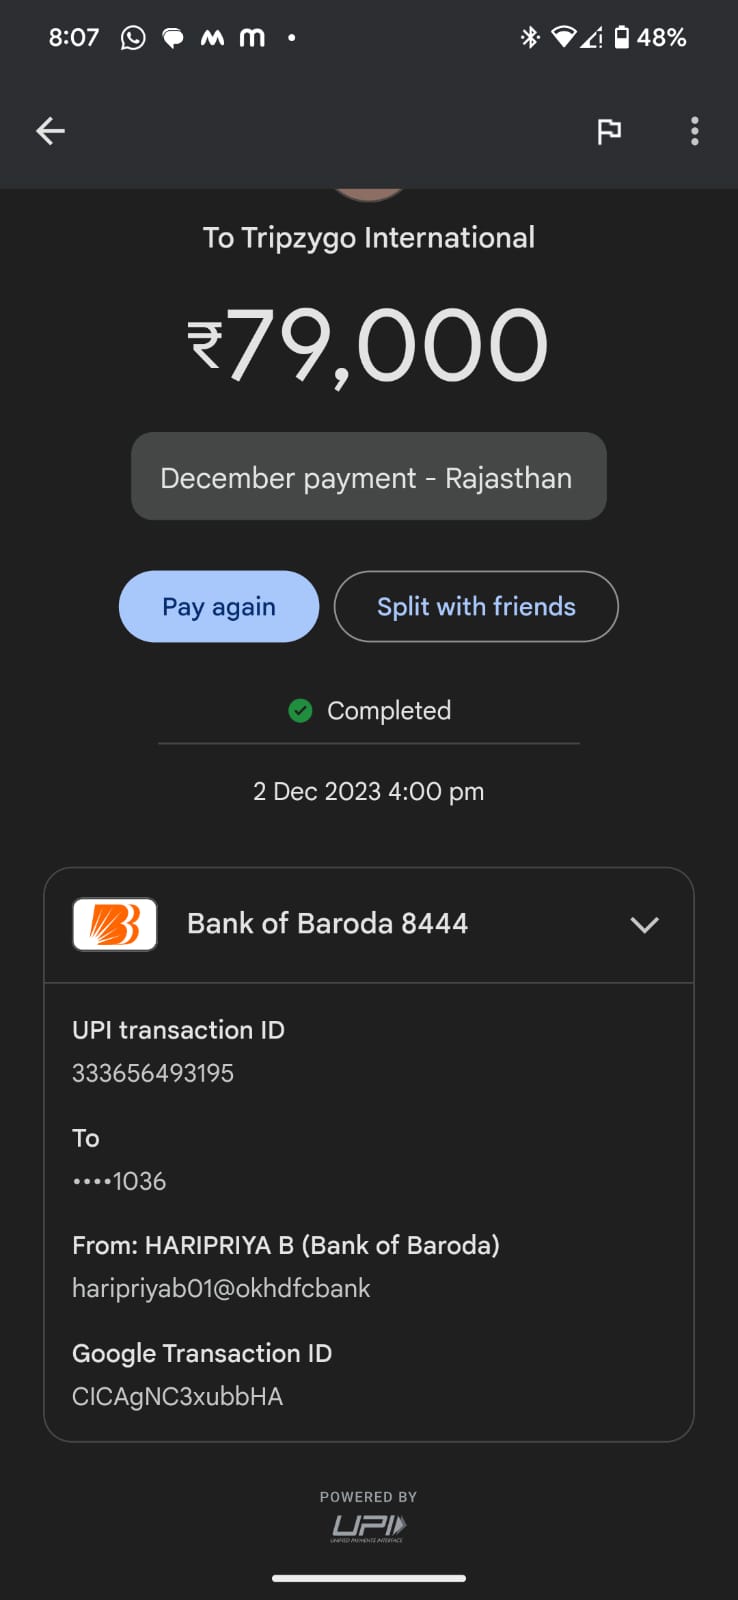 8:07
48%
To Tripzygo International
₹79,000
December payment - Rajasthan
Pay again
Split with friends
Completed
2 Dec 2023 4:00 pm
Bank of Baroda 8444
UPI transaction ID
333656493195
To
••••1036
From: HARIPRIYA B (Bank of Baroda)
haripriyab01@okhdfcbank
Google Transaction ID
CICAgNC3xubbHA
POWERED BY
UPI
UNIFIED PAYMENTS INTERFACE